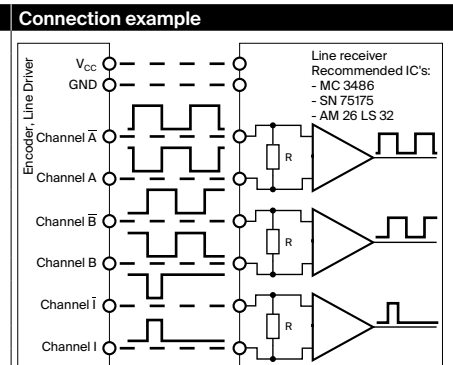 Connection example
Encoder, Line Driver
V_CC
GND
Channel A̅
Channel A
Channel B̅
Channel B
Channel I̅
Channel I
Line receiver
Recommended IC's:
- MC 3486
- SN 75175
- AM 26 LS 32
R
R
R